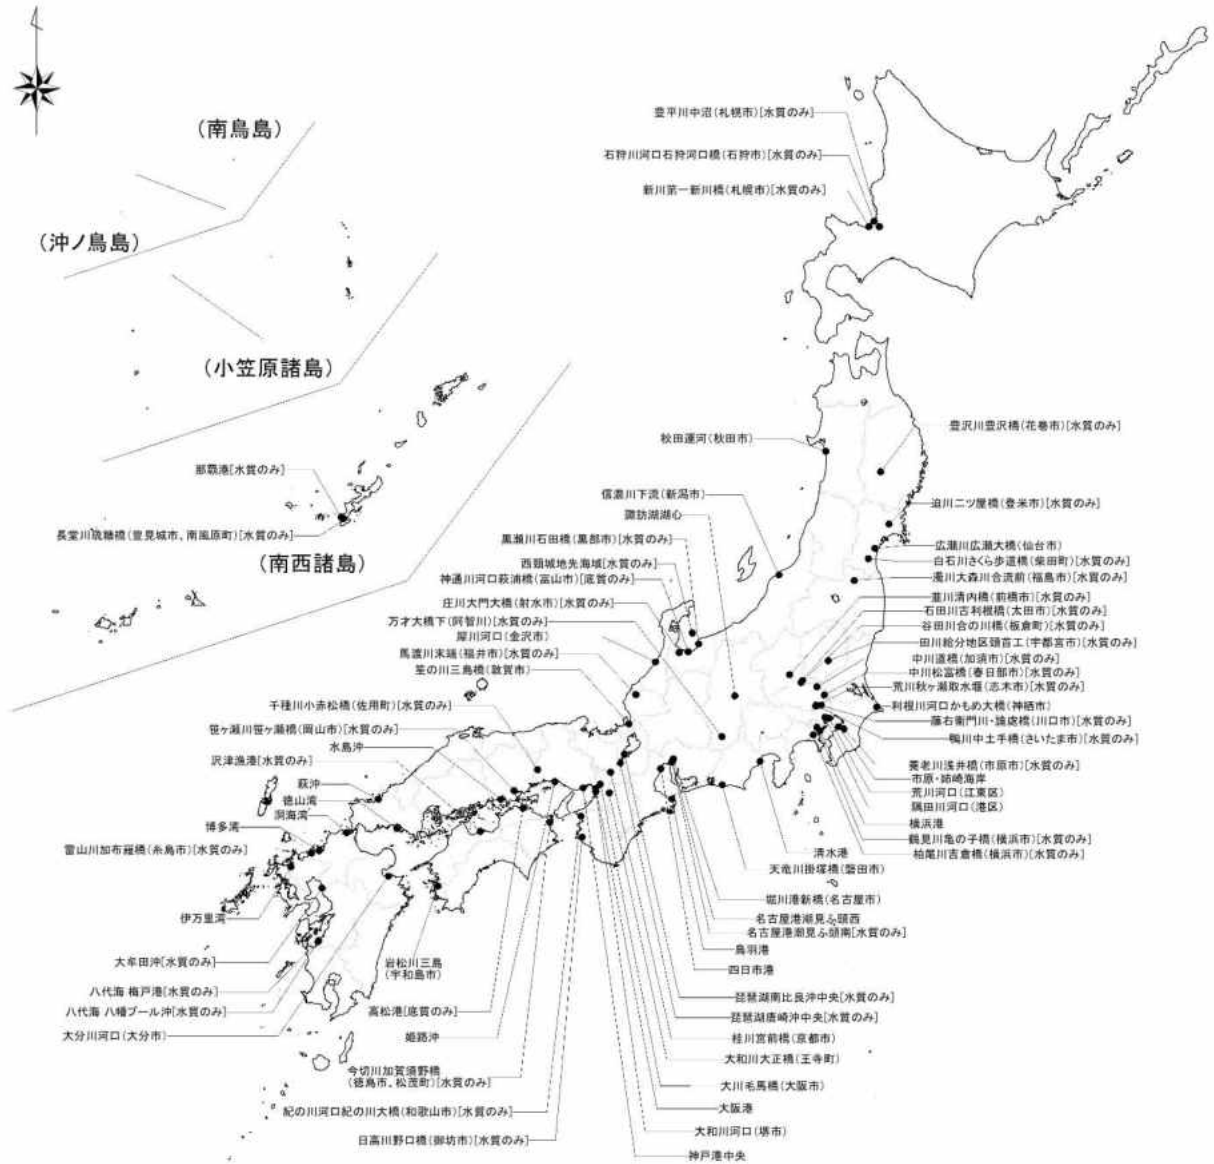 (南鳥島)
(沖ノ鳥島)
(小笠原諸島)
(南西諸島)
豊平川中沼(札幌市)[水質のみ]
石狩川河口石狩河口橋(石狩市)[水質のみ]
新川第一新川橋(札幌市)[水質のみ]
豊沢川豊沢橋(花巻市)[水質のみ]
秋田運河(秋田市)
那覇港[水質のみ]
信濃川下流(新潟市)
迫川二ツ屋橋(登米市)[水質のみ]
諏訪湖湖心
長堂川琉糖橋(豊見城市、南風原町)[水質のみ]
黒瀬川石田橋(黒部市)[水質のみ]
広瀬川広瀬大橋(仙台市)
西頸城地先海域[水質のみ]
白石川さくら歩道橋(柴田町)[水質のみ]
神通川河口萩浦橋(富山市)[底質のみ]
濁川大森川合流前(福島市)[水質のみ]
庄川大門大橋(射水市)[水質のみ]
韮川清内橋(前橋市)[水質のみ]
石田川古利根橋(太田市)[水質のみ]
万才大橋下(阿智川)[水質のみ]
谷田川合の川橋(板倉町)[水質のみ]
犀川河口(金沢市)
田川給分地区頭首工(宇都宮市)[水質のみ]
馬渡川末端(福井市)[水質のみ]
中川道橋(加須市)[水質のみ]
笙の川三島橋(敦賀市)
中川松富橋(春日部市)[水質のみ]
荒川秋ヶ瀬取水堰(志木市)[水質のみ]
千種川小赤松橋(佐用町)[水質のみ]
利根川河口かもめ大橋(神栖市)
笹ヶ瀬川笹ヶ瀬橋(岡山市)[水質のみ]
藤右衛門川・論處橋(川口市)[水質のみ]
水島沖
鴨川中土手橋(さいたま市)[水質のみ]
沢津漁港[水質のみ]
養老川浅井橋(市原市)[水質のみ]
市原・姉崎海岸
萩沖
荒川河口(江東区)
徳山湾
隅田川河口(港区)
洞海湾
横浜港
博多湾
鶴見川亀の子橋(横浜市)[水質のみ]
雷山川加布羅橋(糸島市)[水質のみ]
柏尾川吉倉橋(横浜市)[水質のみ]
清水港
天竜川掛塚橋(磐田市)
堀川港新橋(名古屋市)
伊万里湾
名古屋港潮見ふ頭西
名古屋港潮見ふ頭南[水質のみ]
鳥羽港
大牟田沖[水質のみ]
岩松川三島
(宇和島市)
四日市港
八代海 梅戸港[水質のみ]
琵琶湖南比良沖中央[水質のみ]
八代海 八幡プール沖[水質のみ]
高松港[底質のみ]
琵琶湖唐崎沖中央[水質のみ]
大分川河口(大分市)
姫路沖
桂川宮前橋(京都市)
大和川大正橋(王寺町)
今切川加賀須野橋
(徳島市、松茂町)[水質のみ]
大川毛馬橋(大阪市)
紀の川河口紀の川大橋(和歌山市)[水質のみ]
大阪港
大和川河口(堺市)
日高川野口橋(御坊市)[水質のみ]
神戸港中央